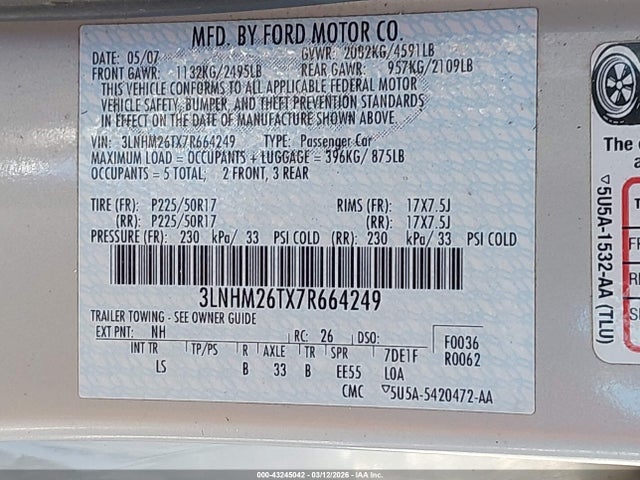 MFD. BY FORD MOTOR CO.
DATE: 05/07 GVWR: 2082KG/4591LB
FRONT GAWR: 1132KG/2495LB REAR GAWR: 957KG/2109LB
THIS VEHICLE CONFORMS TO ALL APPLICABLE FEDERAL MOTOR
VEHICLE SAFETY, BUMPER, AND THEFT PREVENTION STANDARDS
IN EFFECT ON THE DATE OF MANUFACTURE SHOWN ABOVE.
VIN: 3LNHM26TX7R664249 TYPE: Passenger Car
MAXIMUM LOAD = OCCUPANTS + LUGGAGE = 396KG/875LB
OCCUPANTS = 5 TOTAL, 2 FRONT, 3 REAR
TIRE (FR): P225/50R17 RIMS (FR): 17X7.5J
(RR): P225/50R17 (RR): 17X7.5J
PRESSURE (FR): 230 kPa/ 33 PSI COLD (RR): 230 kPa/ 33 PSI COLD
3LNHM26TX7R664249
TRAILER TOWING - SEE OWNER GUIDE
EXT PNT: NH RC: 26 DSO: F0036
R0062
INT TR TP/PS R AXLE TR SPR 7DE1F
LS B 33 B EE55 LOA
CMC 5U5A-5420472-AA
The
5U5A-1532-AA (TLU)
000-43245042 - 03/12/2026 - IAAI.COM